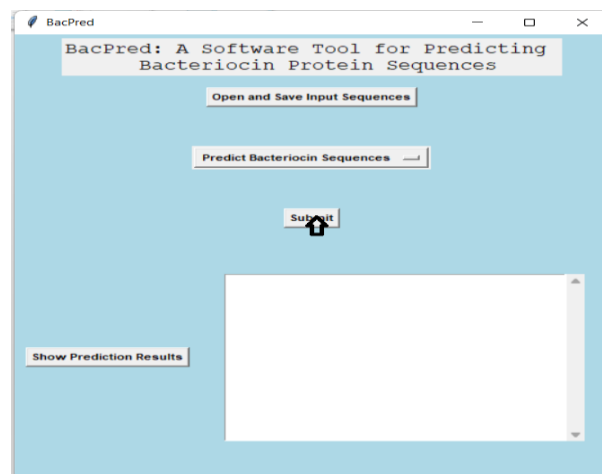 BacPred
BacPred: A Software Tool for Predicting
Bacteriocin Protein Sequences
Open and Save Input Sequences
Predict Bacteriocin Sequences
Submit
Show Prediction Results